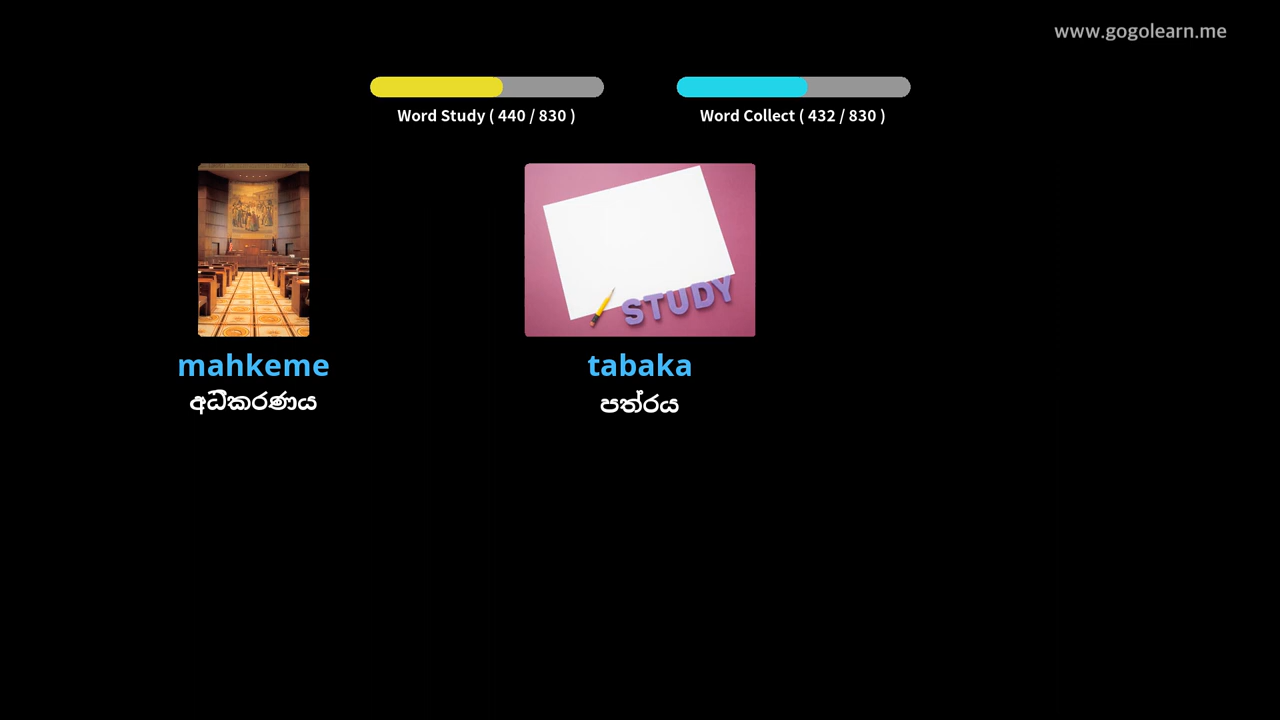 www.gogolearn.me
Word Study ( 440 / 830 )
Word Collect ( 432 / 830 )
STUDY
mahkeme
අධිකරණය
tabaka
පත්රය